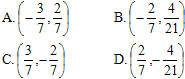 A. (-3/7, 2/7) B. (-2/7, 4/21)
C. (3/7, -2/7) D. (2/7, -4/21)